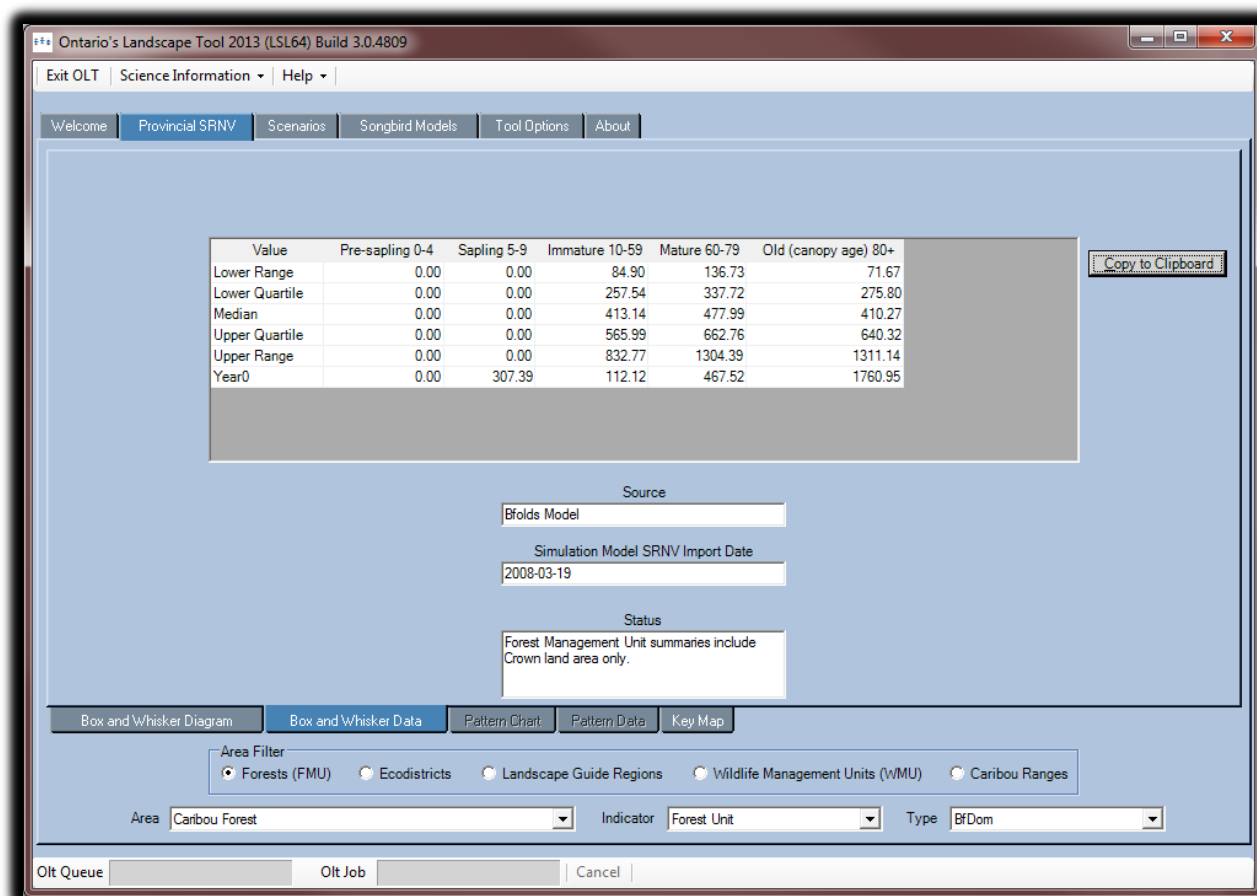 Ontario's Landscape Tool 2013 (LSL64) Build 3.0.4809
Exit OLT Science Information Help
Welcome Provincial SRNV Scenarios Songbird Models Tool Options About
Value Pre-sapling 0-4 Sapling 5-9 Immature 10-59 Mature 60-79 Old (canopy age) 80+
Lower Range 0.00 0.00 84.90 136.73 71.67
Lower Quartile 0.00 0.00 257.54 337.72 275.80
Median 0.00 0.00 413.14 477.99 410.27
Upper Quartile 0.00 0.00 565.99 662.76 640.32
Upper Range 0.00 0.00 832.77 1304.39 1311.14
Year0 0.00 307.39 112.12 467.52 1760.95
Copy to Clipboard
Source
Bfolds Model
Simulation Model SRNV Import Date
2008-03-19
Status
Forest Management Unit summaries include
Crown land area only.
Box and Whisker Diagram Box and Whisker Data Pattern Chart Pattern Data Key Map
Area Filter
Forests (FMU) Ecodistricts Landscape Guide Regions Wildlife Management Units (WMU) Caribou Ranges
Area Caribou Forest Indicator Forest Unit Type BfDom
Olt Queue Olt Job Cancel